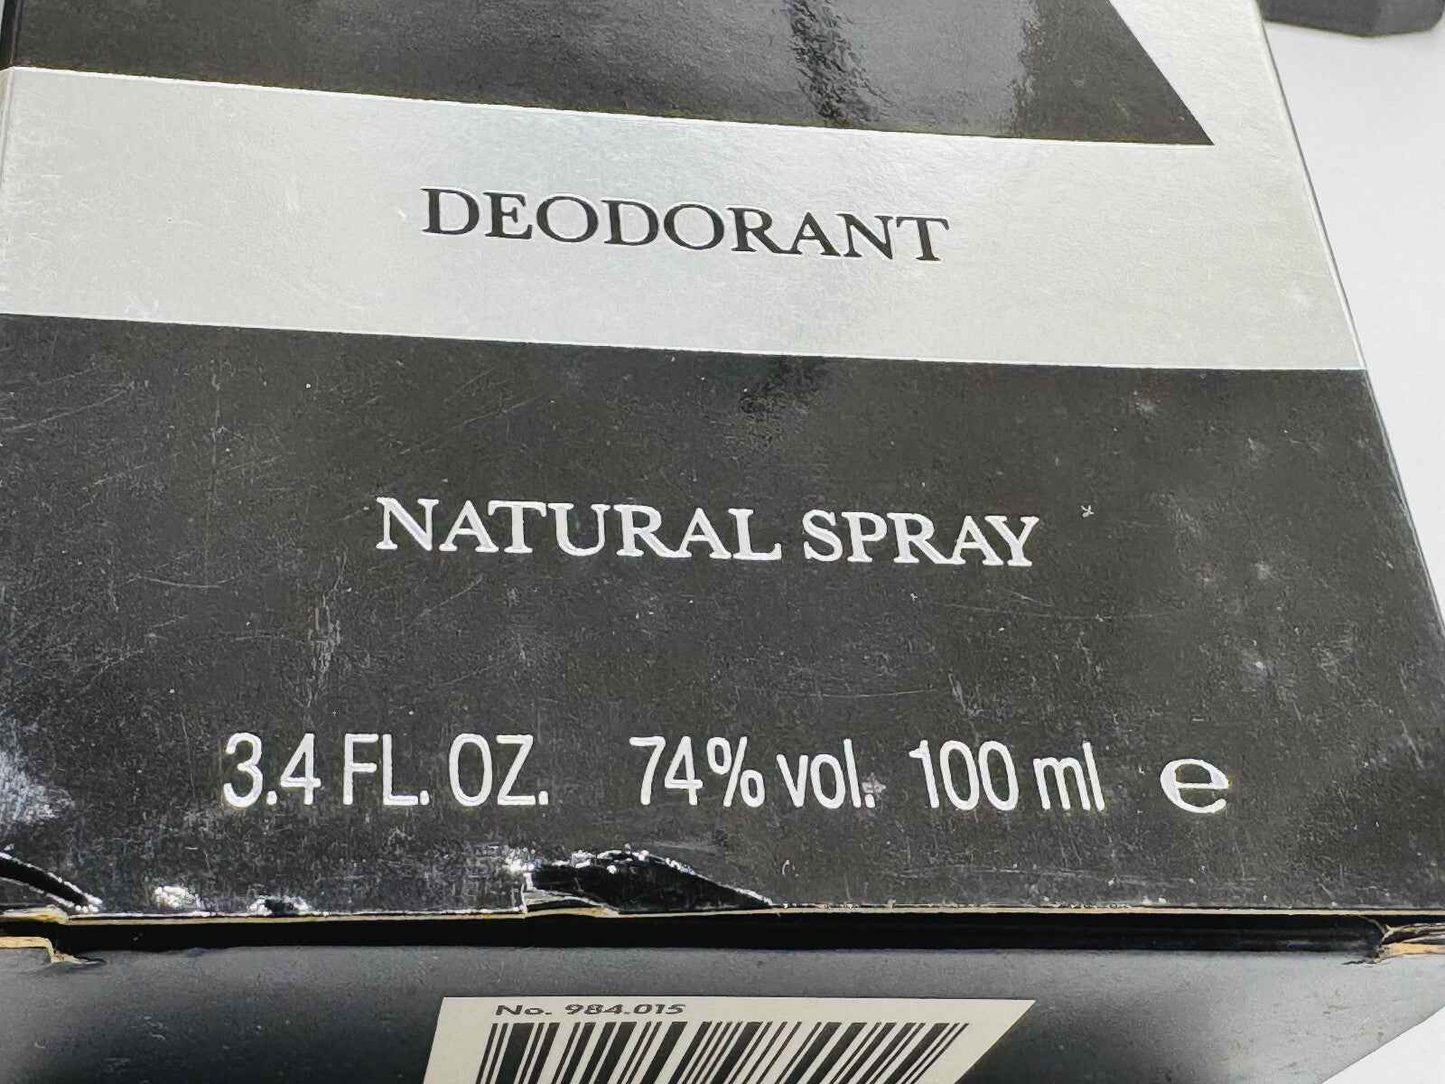 DEODORANT
NATURAL SPRAY
3.4 FL. OZ. 74% vol. 100 ml ℮
No. 984.015